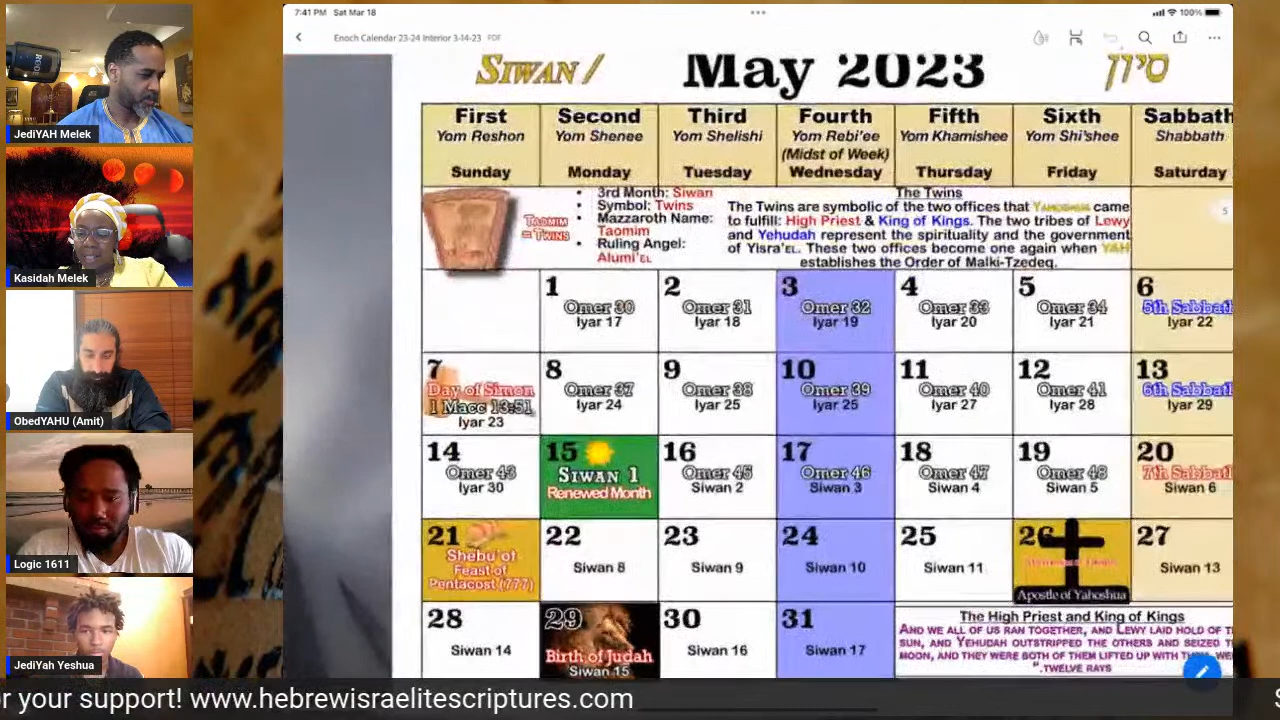 7:41 PM Sat Mar 18
100%
Enoch Calendar 23-24 Interior 3-14-23 PDF
SIWAN /
May 2023
סיון
First
Yom Reshon
Sunday
Second
Yom Shenee
Monday
Third
Yom Shelishi
Tuesday
Fourth
Yom Rebi'ee
(Midst of Week)
Wednesday
Fifth
Yom Khamishee
Thursday
Sixth
Yom Shi'shee
Friday
Sabbath
Shabbath
Saturday
TAOMIM
= TWINS
• 3rd Month: Siwan
• Symbol: Twins
• Mazzaroth Name:
Taomim
• Ruling Angel:
Alumi'EL
The Twins
The Twins are symbolic of the two offices that YAHOSHUA came
to fulfill: High Priest & King of Kings. The two tribes of Lewy
and Yehudah represent the spirituality and the government
of Yisra'EL. These two offices become one again when YAH
establishes the Order of Malki-Tzedeq.
5
1
Omer 30
Iyar 17
2
Omer 31
Iyar 18
3
Omer 32
Iyar 19
4
Omer 33
Iyar 20
5
Omer 34
Iyar 21
6
5th Sabbath
Iyar 22
7
Day of Simon
1 Macc 13:51
Iyar 23
8
Omer 37
Iyar 24
9
Omer 38
Iyar 25
10
Omer 39
Iyar 25
11
Omer 40
Iyar 27
12
Omer 41
Iyar 28
13
6th Sabbath
Iyar 29
14
Omer 43
Iyar 30
15
SIWAN 1
Renewed Month
16
Omer 45
Siwan 2
17
Omer 46
Siwan 3
18
Omer 47
Siwan 4
19
Omer 48
Siwan 5
20
7th Sabbath
Siwan 6
21
Shebu'ot
Feast of
Pentacost (777)
22
Siwan 8
23
Siwan 9
24
Siwan 10
25
Siwan 11
26
Apostle of Yahoshua
27
Siwan 13
28
Siwan 14
29
Birth of Judah
Siwan 15
30
Siwan 16
31
Siwan 17
The High Priest and King of Kings
AND WE ALL OF US RAN TOGETHER, AND LEWY LAID HOLD OF
SUN, AND YEHUDAH OUTSTRIPPED THE OTHERS AND SEIZED
MOON, AND THEY WERE BOTH OF THEM LIFTED UP WITH
".TWELVE RAYS
JediYAH Melek
Kasidah Melek
ObedYAHU (Amit)
Logic 1611
JediYah Yeshua
r your support! www.hebrewisraelitescriptures.com